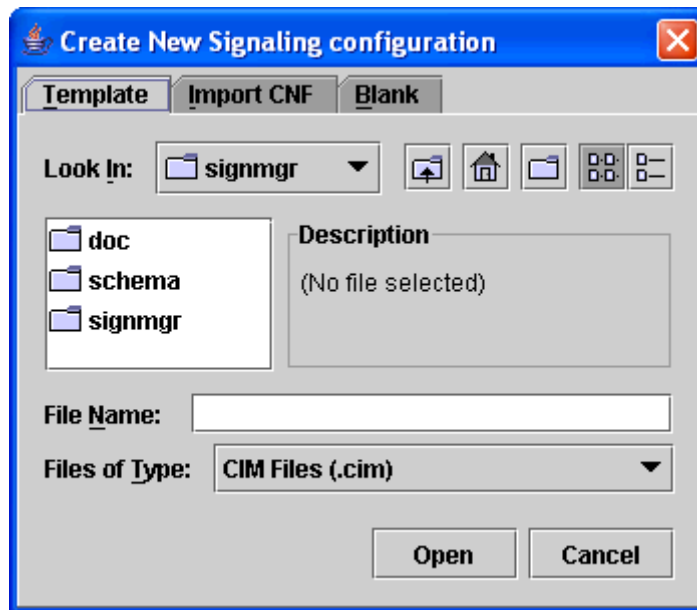 Create New Signaling configuration
Template Import CNF Blank
Look In: signmgr
doc
schema
signmgr
Description
(No file selected)
File Name:
Files of Type: CIM Files (.cim)
Open Cancel